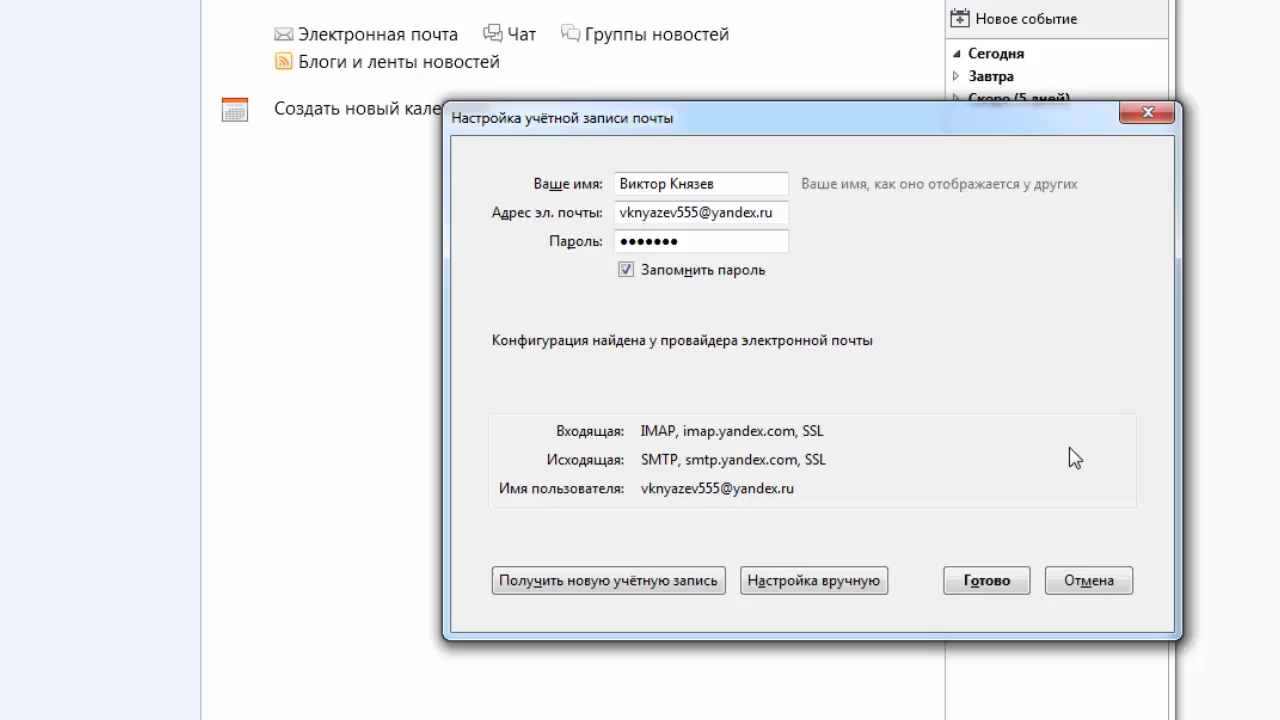 Электронная почта Чат Группы новостей
Блоги и ленты новостей
Создать новый кале
Новое событие
Сегодня
Завтра
Скоро (5 дней)
Настройка учётной записи почты
Ваше имя: Виктор Князев Ваше имя, как оно отображается у других
Адрес эл. почты: vknyazev555@yandex.ru
Пароль: •••••••
Запомнить пароль
Конфигурация найдена у провайдера электронной почты
Входящая: IMAP, imap.yandex.com, SSL
Исходящая: SMTP, smtp.yandex.com, SSL
Имя пользователя: vknyazev555@yandex.ru
Получить новую учётную запись Настройка вручную Готово Отмена